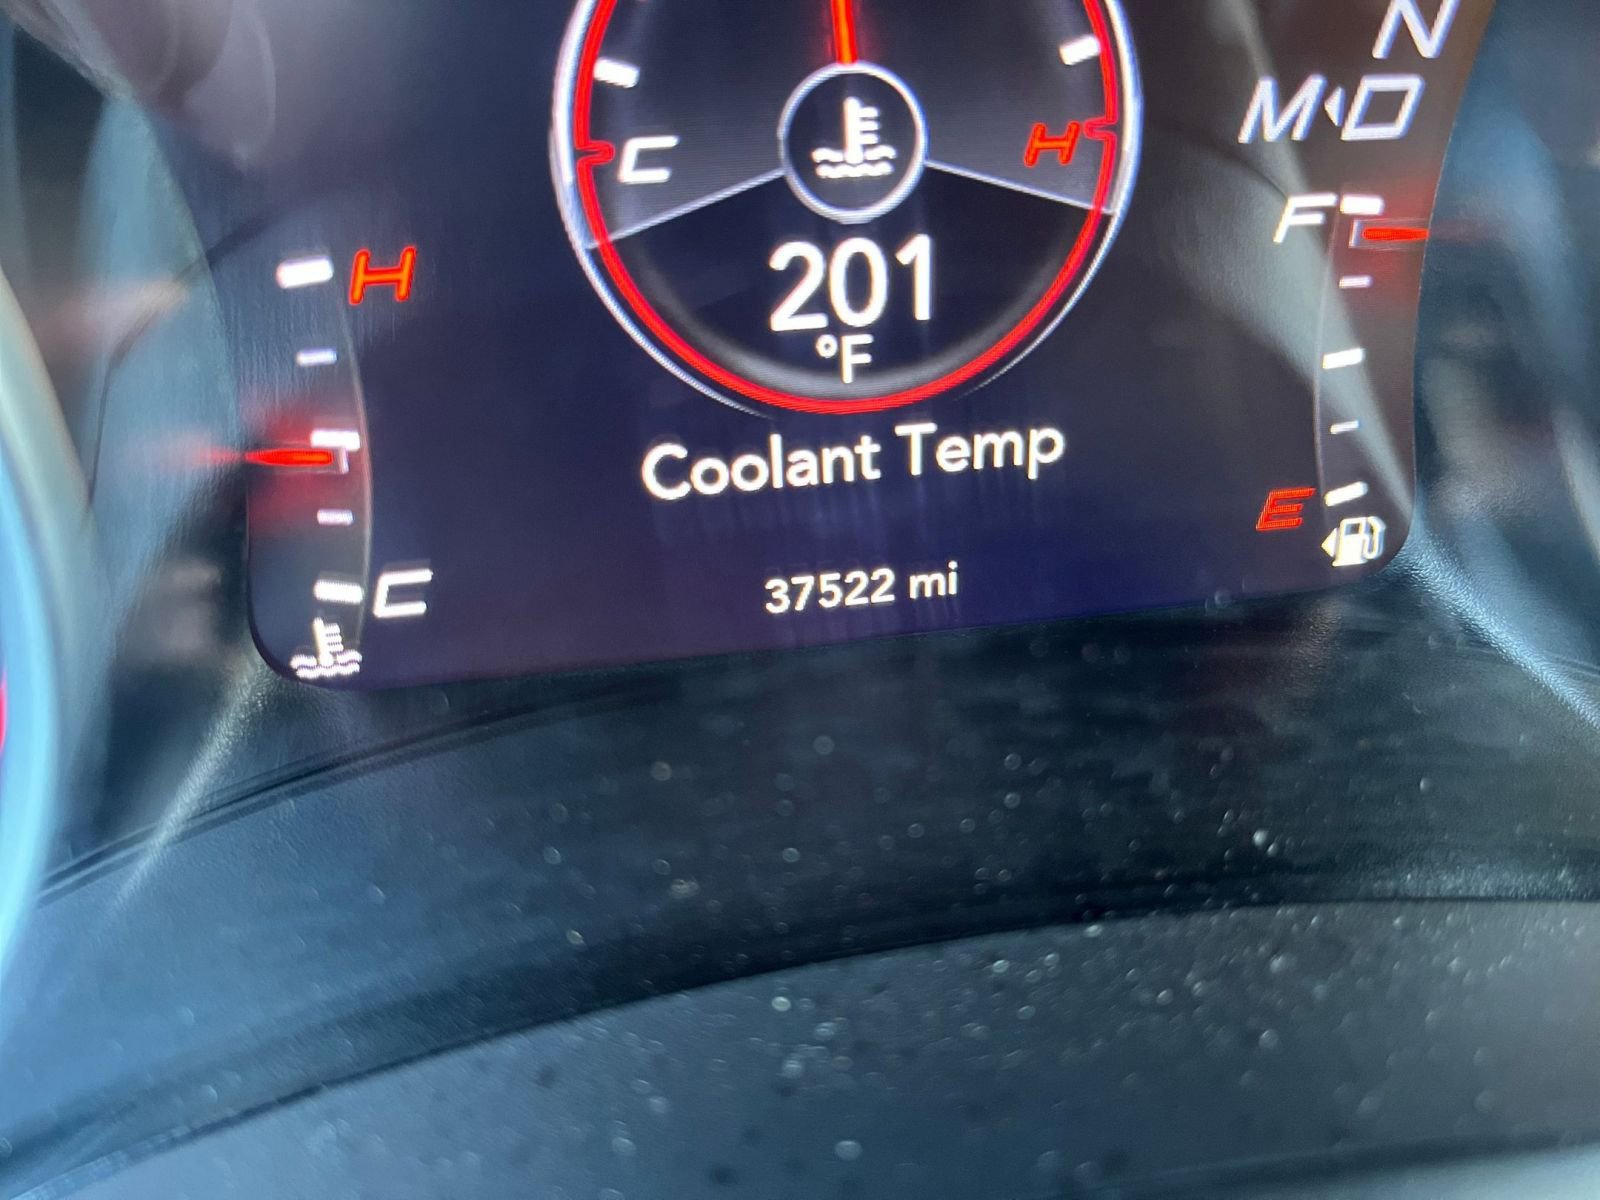 N
M D
C H
F
H
201
°F
Coolant Temp
E
37522 mi
C